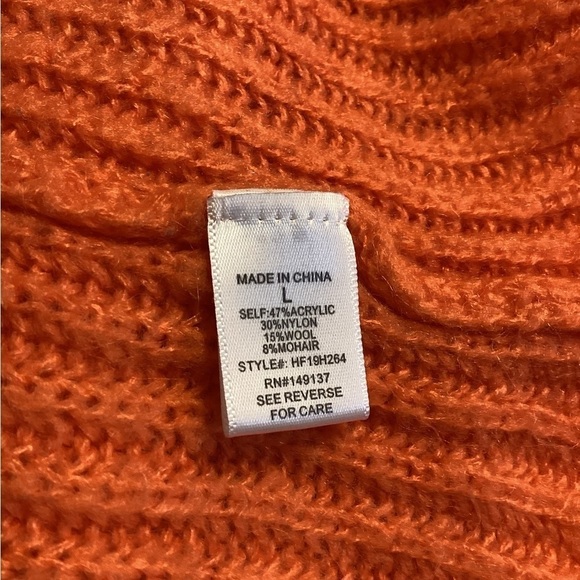 MADE IN CHINA
L
SELF:47%ACRYLIC
30%NYLON
15%WOOL
8%MOHAIR
STYLE#: HF19H264
RN#149137
SEE REVERSE
FOR CARE